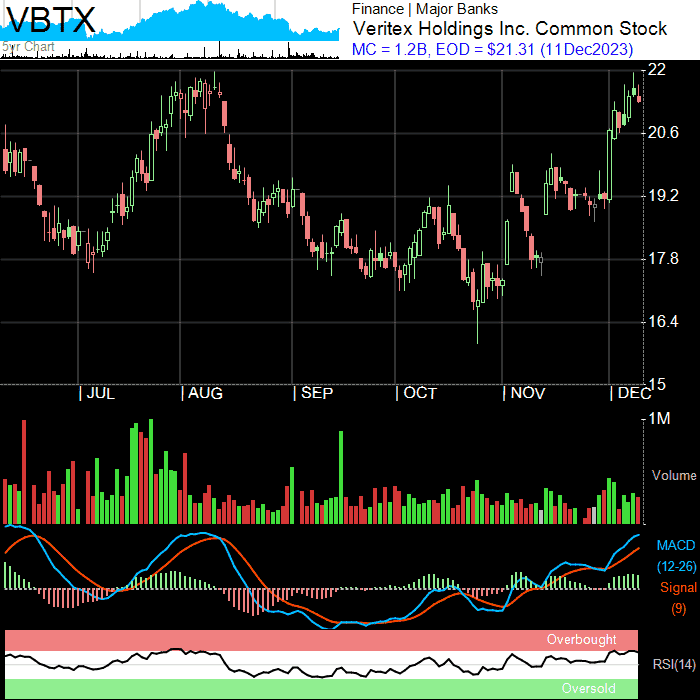 VBTX
5yr Chart
Finance | Major Banks
Veritex Holdings Inc. Common Stock
MC = 1.2B, EOD = $21.31 (11Dec2023)
22
20.6
19.2
17.8
16.4
15
| JUL | AUG | SEP | OCT | NOV | DEC
1M
Volume
MACD
(12-26)
Signal
(9)
Overbought
RSI(14)
Oversold